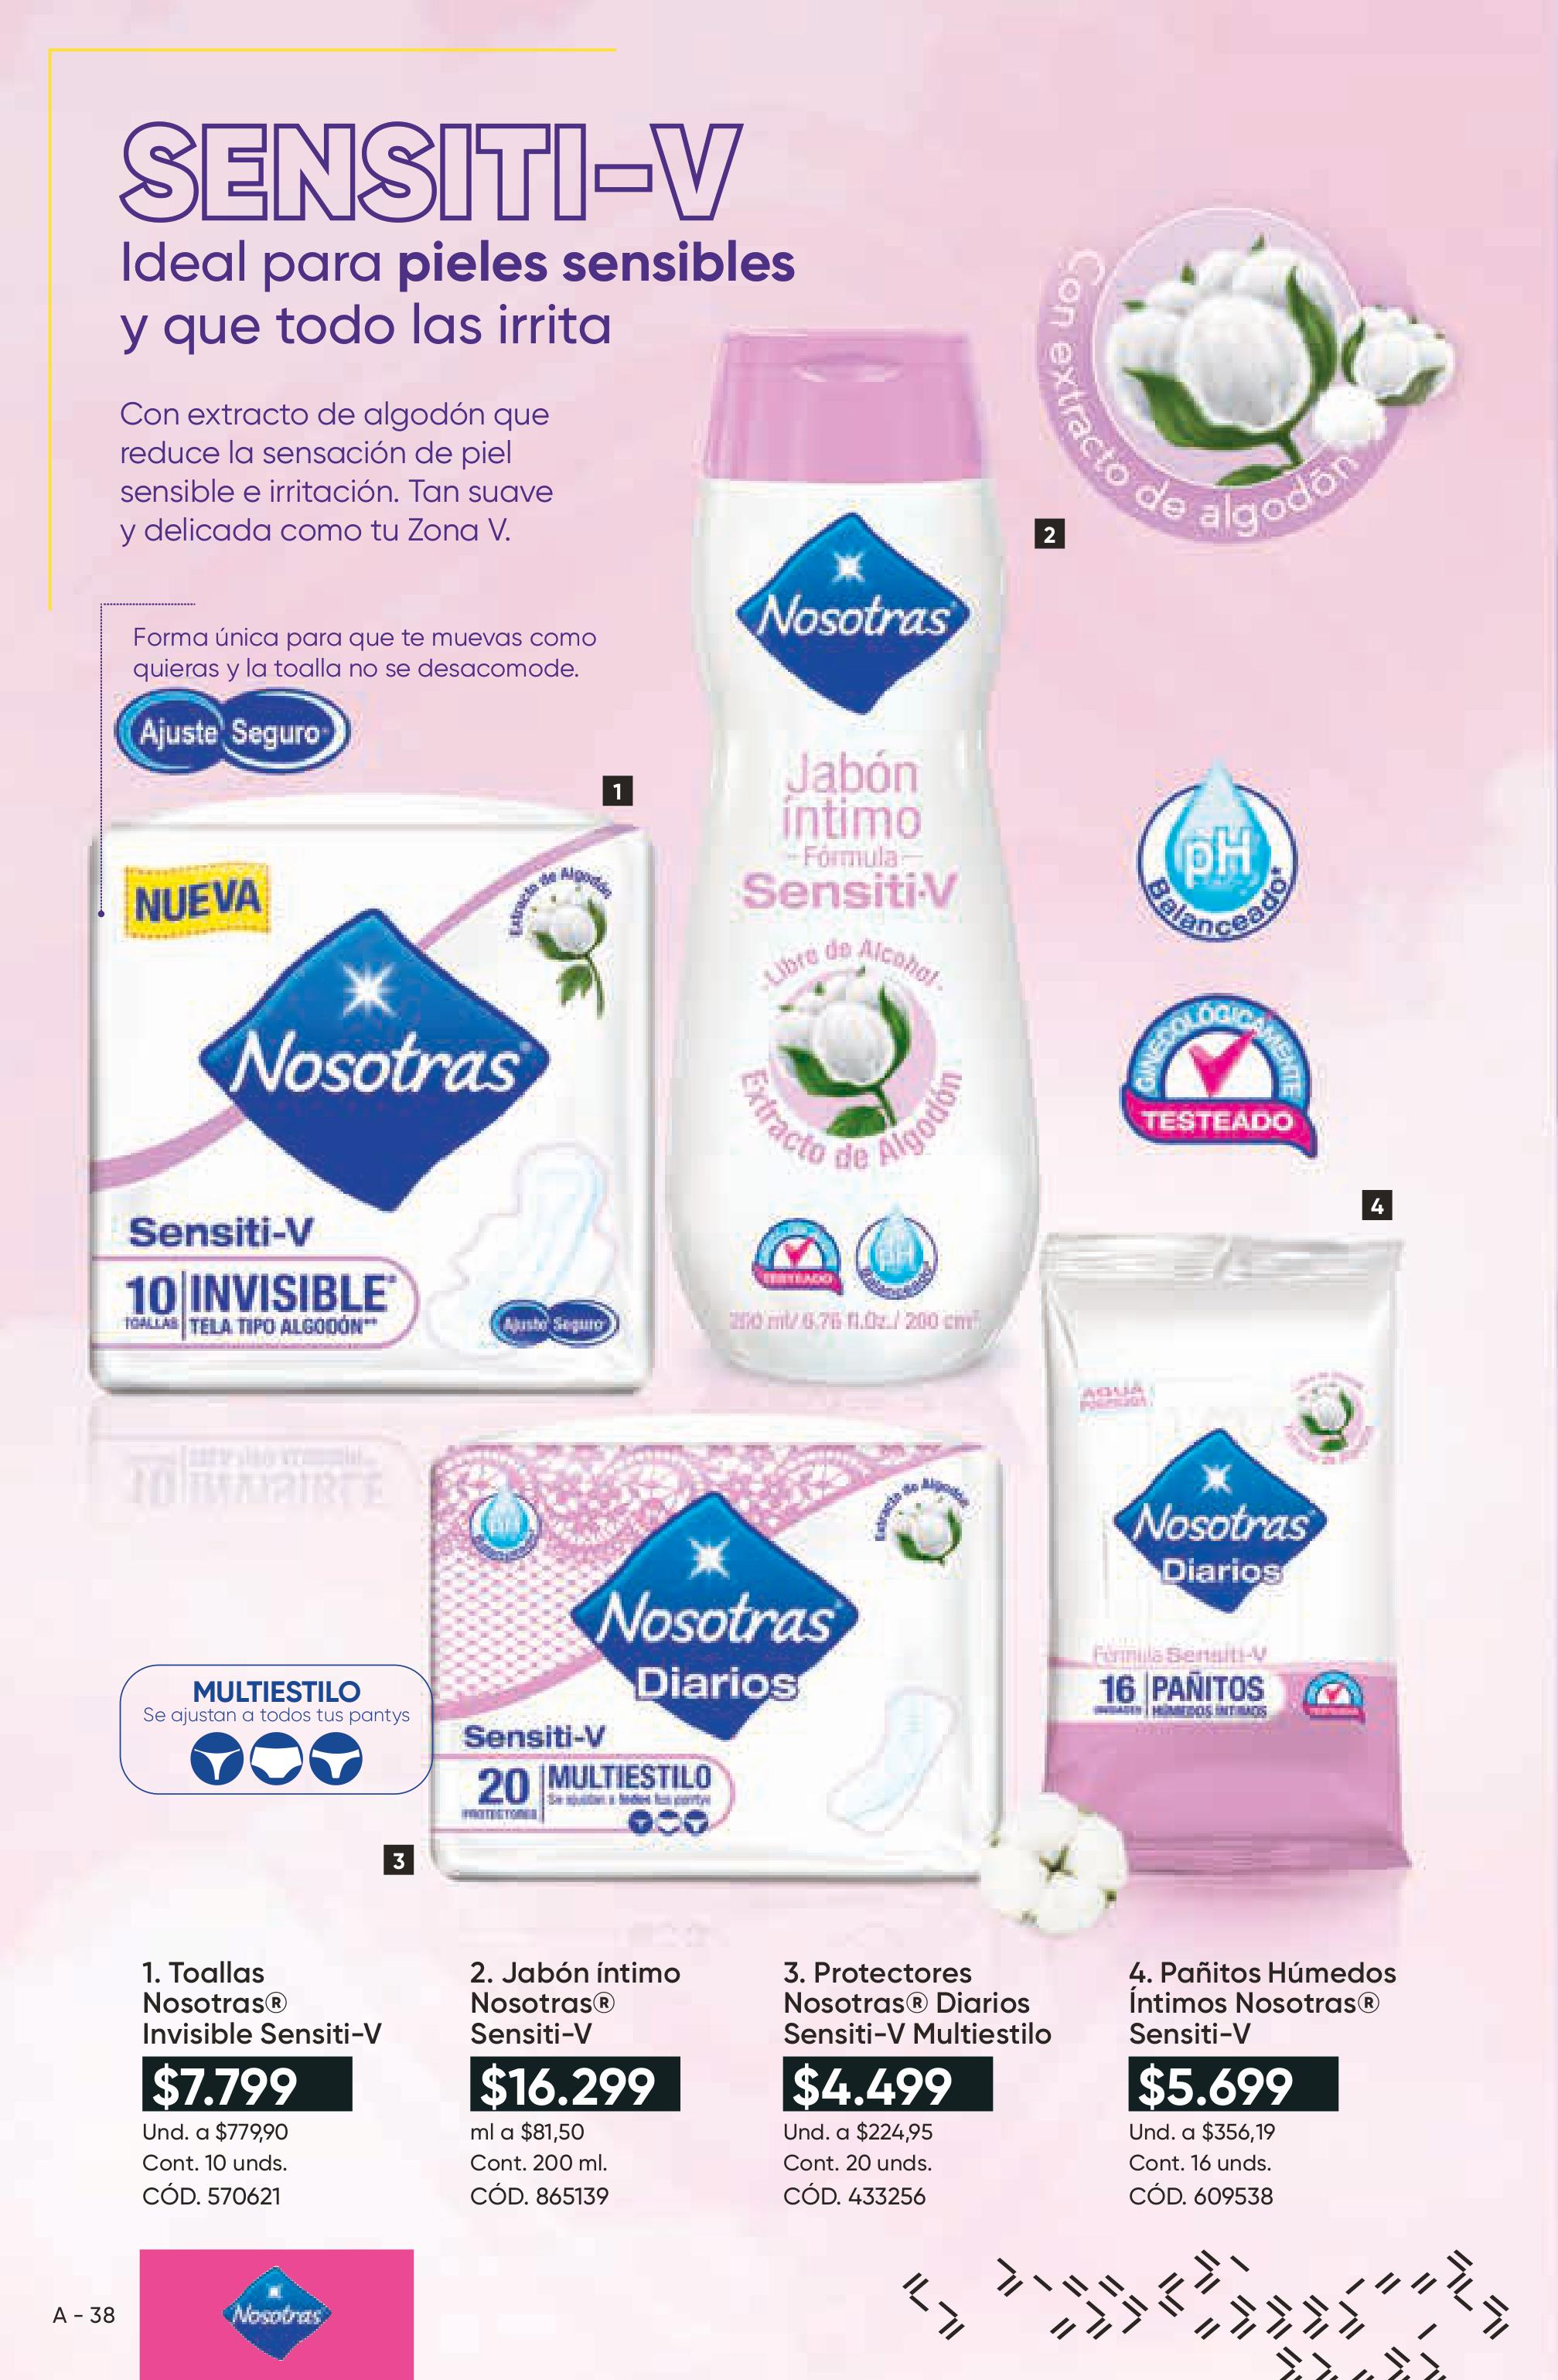 SENSITI-V
Ideal para pieles sensibles
y que todo las irrita
Con extracto de algodón que
reduce la sensación de piel
sensible e irritación. Tan suave
y delicada como tu Zona V.
Con extracto de algodón
2
Forma única para que te muevas como
quieras y la toalla no se desacomode.
Ajuste Seguro
1
NUEVA
Extracto de Algodón
Nosotras®
Sensiti-V
10 INVISIBLE*
TOALLAS TELA TIPO ALGODÓN**
Ajuste Seguro
Nosotras®
Jabón
íntimo
Fórmula
Sensiti-V
Libre de Alcohol
Extracto de Algodón
TESTEADO
pH
Balanceado*
200 ml/ 6.76 fl.Oz./ 200 cm³
pH
Balanceado*
GINECOLÓGICAMENTE
TESTEADO
4
AQUA
Nosotras®
Diarios
Fórmula Sensiti-V
16 PAÑITOS
UNIDADES HÚMEDOS ÍNTIMOS
TESTEADO
pH
Extracto de Algodón
Nosotras®
Diarios
Sensiti-V
20 MULTIESTILO
PROTECTORES Se ajustan a todos tus pantys
MULTIESTILO
Se ajustan a todos tus pantys
3
1. Toallas
Nosotras®
Invisible Sensiti-V
$7.799
Und. a $779,90
Cont. 10 unds.
CÓD. 570621
2. Jabón íntimo
Nosotras®
Sensiti-V
$16.299
ml a $81,50
Cont. 200 ml.
CÓD. 865139
3. Protectores
Nosotras® Diarios
Sensiti-V Multiestilo
$4.499
Und. a $224,95
Cont. 20 unds.
CÓD. 433256
4. Pañitos Húmedos
Íntimos Nosotras®
Sensiti-V
$5.699
Und. a $356,19
Cont. 16 unds.
CÓD. 609538
A - 38
Nosotras